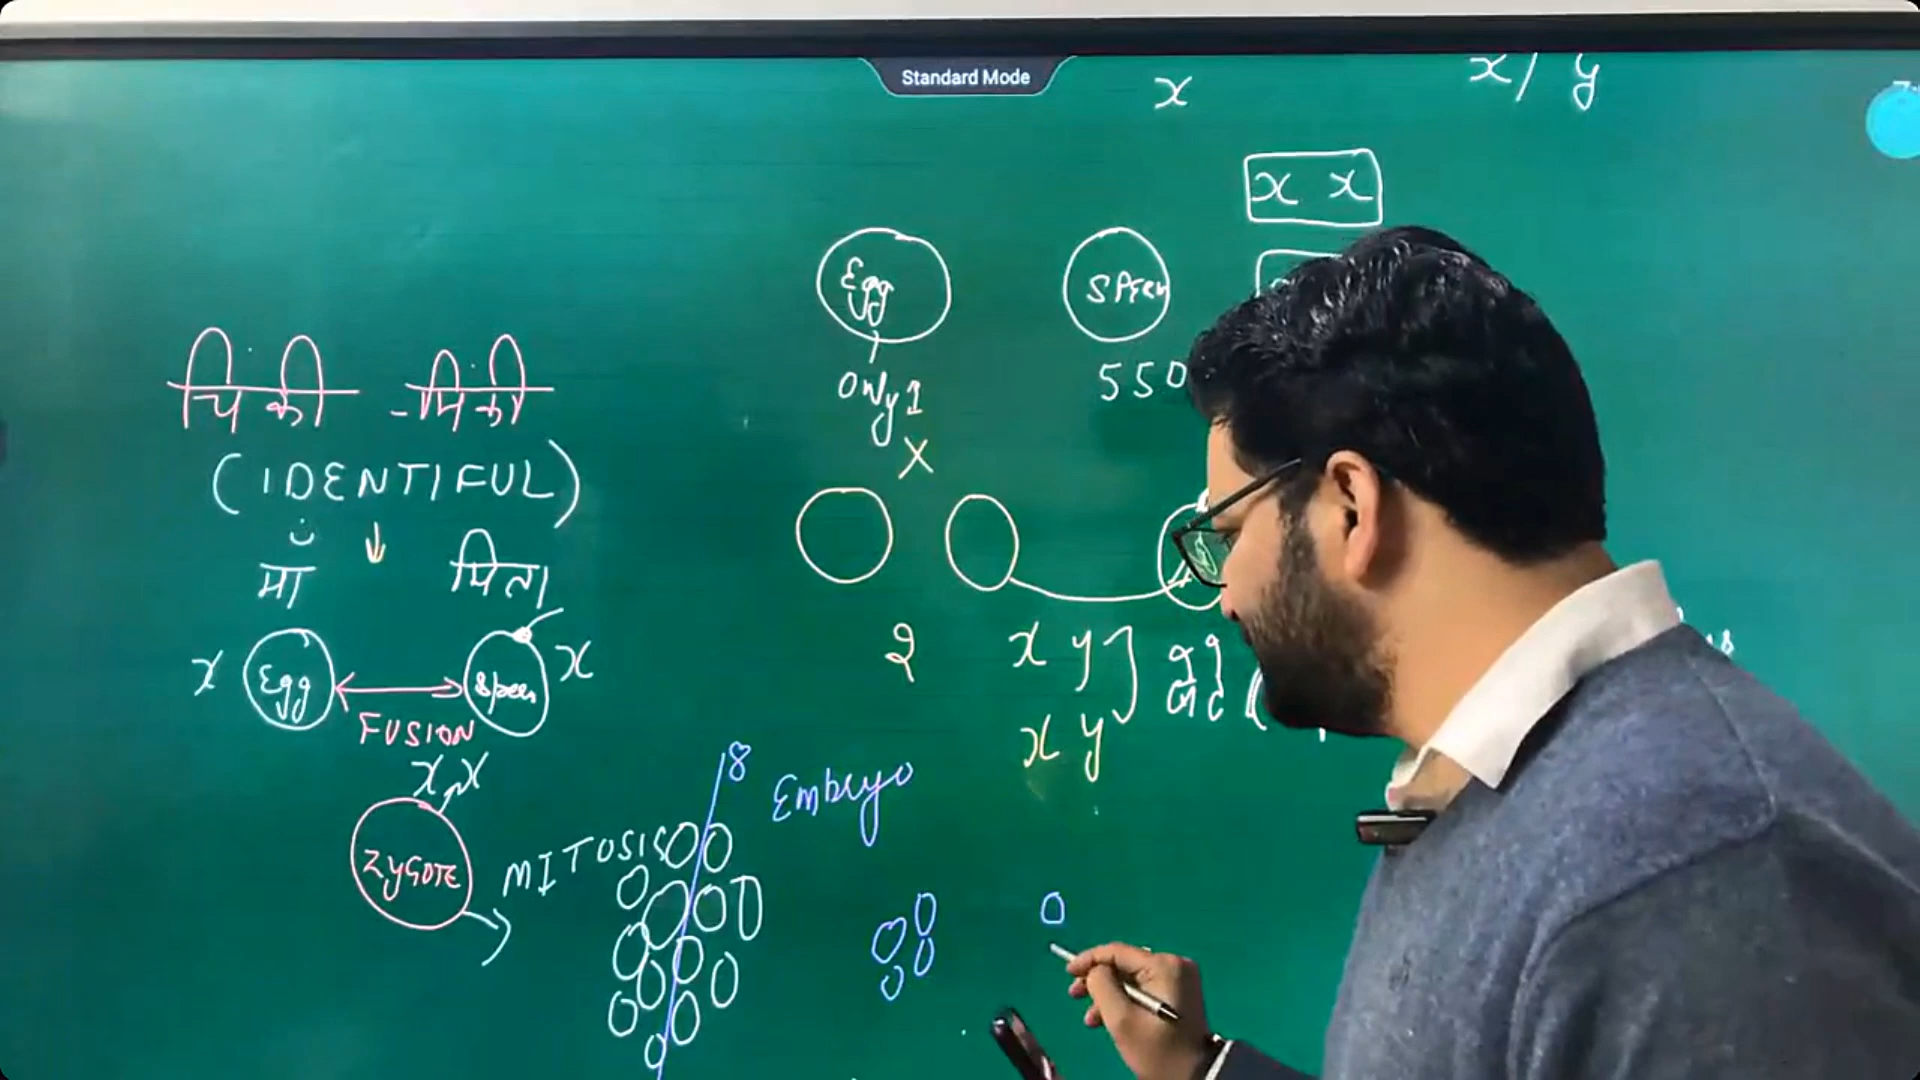 Standard Mode
x
x/ y
x x
Egg
Sperm
only 1
550
X
चिंकी - मिंकी
(IDENTIFUL)
माँ
पिता
x Egg Sperm x
FUSION
x, x
ZYGOTE
MITOSIS
8
Embryo
2
x y
x y